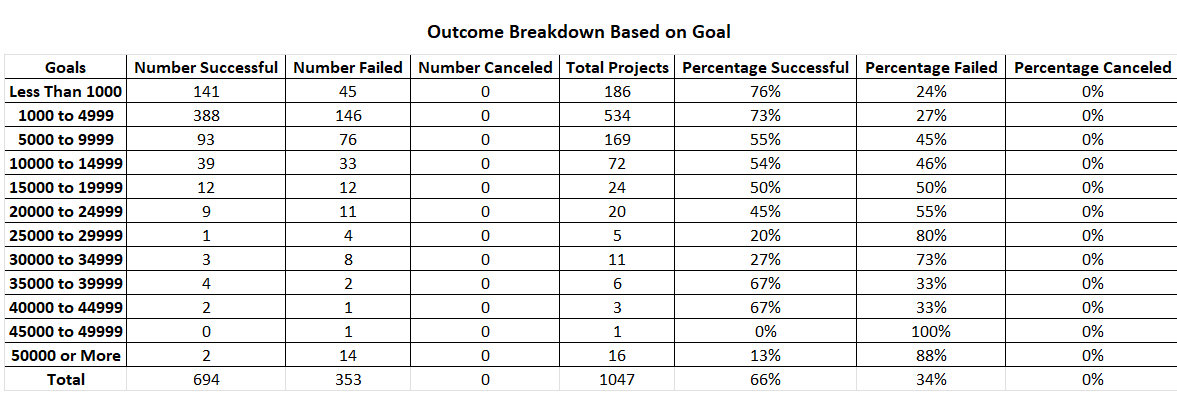 Outcome Breakdown Based on Goal
Goals Number Successful Number Failed Number Canceled Total Projects Percentage Successful Percentage Failed Percentage Canceled
Less Than 1000 141 45 0 186 76% 24% 0%
1000 to 4999 388 146 0 534 73% 27% 0%
5000 to 9999 93 76 0 169 55% 45% 0%
10000 to 14999 39 33 0 72 54% 46% 0%
15000 to 19999 12 12 0 24 50% 50% 0%
20000 to 24999 9 11 0 20 45% 55% 0%
25000 to 29999 1 4 0 5 20% 80% 0%
30000 to 34999 3 8 0 11 27% 73% 0%
35000 to 39999 4 2 0 6 67% 33% 0%
40000 to 44999 2 1 0 3 67% 33% 0%
45000 to 49999 0 1 0 1 0% 100% 0%
50000 or More 2 14 0 16 13% 88% 0%
Total 694 353 0 1047 66% 34% 0%